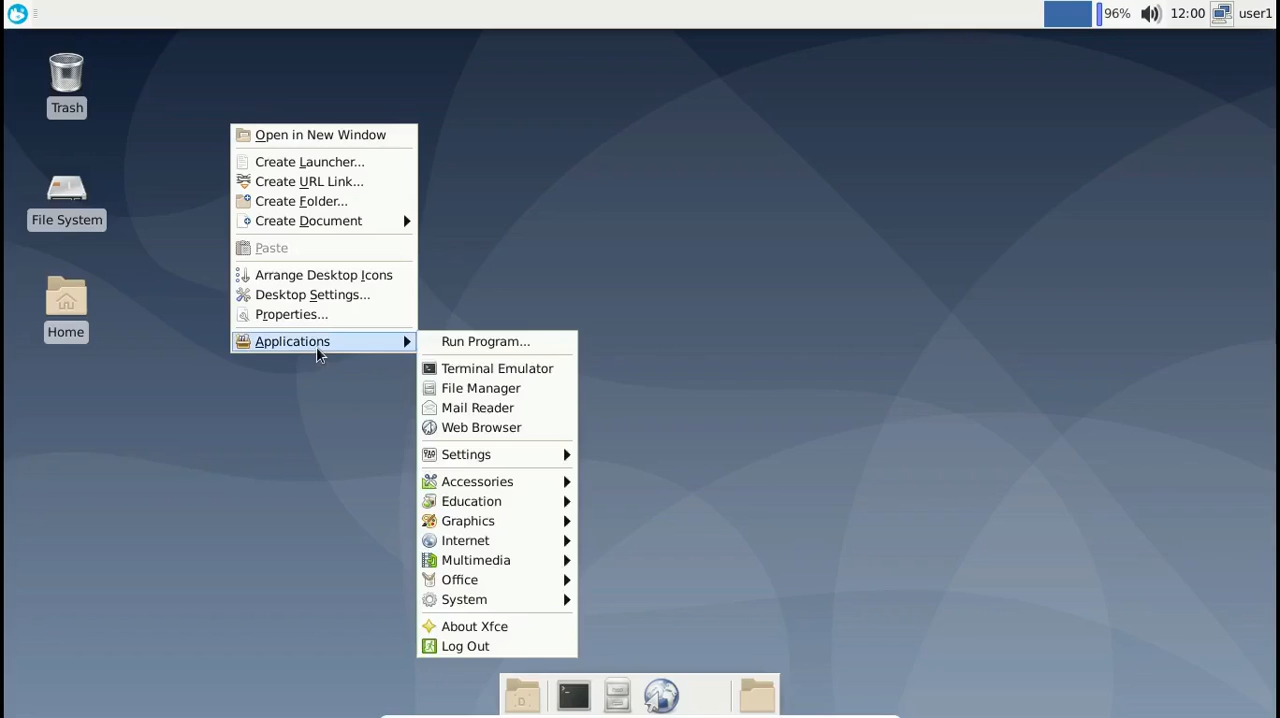 96% 12:00 user1
Trash
File System
Home
Open in New Window
Create Launcher...
Create URL Link...
Create Folder...
Create Document
Paste
Arrange Desktop Icons
Desktop Settings...
Properties...
Applications
Run Program...
Terminal Emulator
File Manager
Mail Reader
Web Browser
Settings
Accessories
Education
Graphics
Internet
Multimedia
Office
System
About Xfce
Log Out